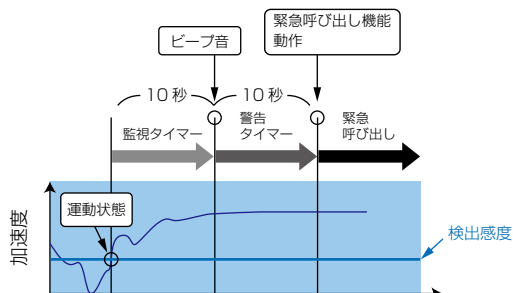 緊急呼び出し機能
動作
ビープ音
10秒
10秒
監視タイマー
警告
タイマー
緊急
呼び出し
運動状態
加速度
検出感度